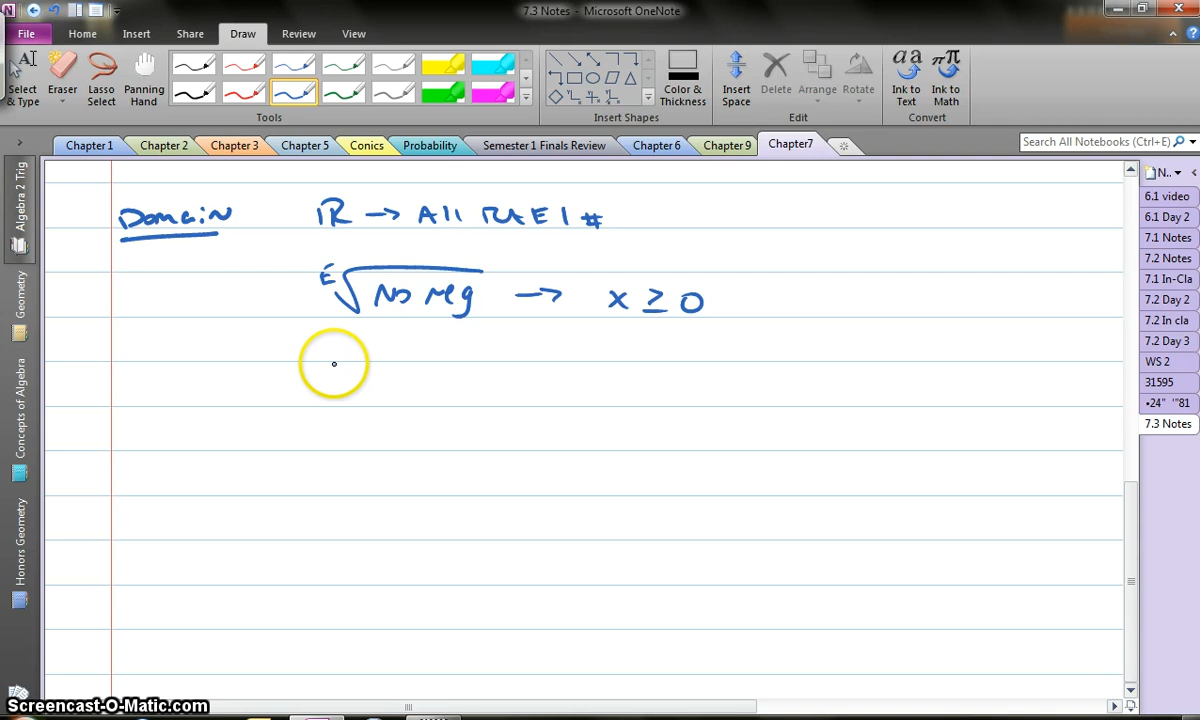 7.3 Notes - Microsoft OneNote
File Home Insert Share Draw Review View
Select & Type
Eraser
Lasso Select
Panning Hand
Color & Thickness
Insert Space
Delete
Arrange
Rotate
Ink to Text
Ink to Math
Tools
Insert Shapes
Edit
Convert
Chapter 1 Chapter 2 Chapter 3 Chapter 5 Conics Probability Semester 1 Finals Review Chapter 6 Chapter 9 Chapter7
Search All Notebooks (Ctrl+E)
Algebra 2 Trig
Geometry
Concepts of Algebra
Honors Geometry
Domain ℝ → All REAL #
ᴱ√No Neg → x ≥ 0
N..
6.1 video
6.1 Day 2
7.1 Notes
7.2 Notes
7.1 In-Cla
7.2 Day 2
7.2 In cla
7.2 Day 3
WS 2
31595
•24" '"81
7.3 Notes
Screencast-O-Matic.com